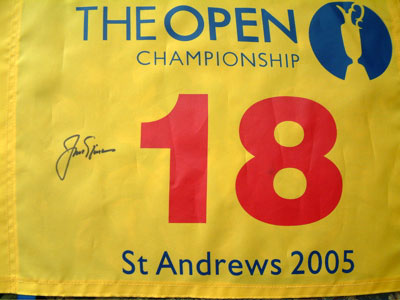 THE OPEN
CHAMPIONSHIP
18
St Andrews 2005